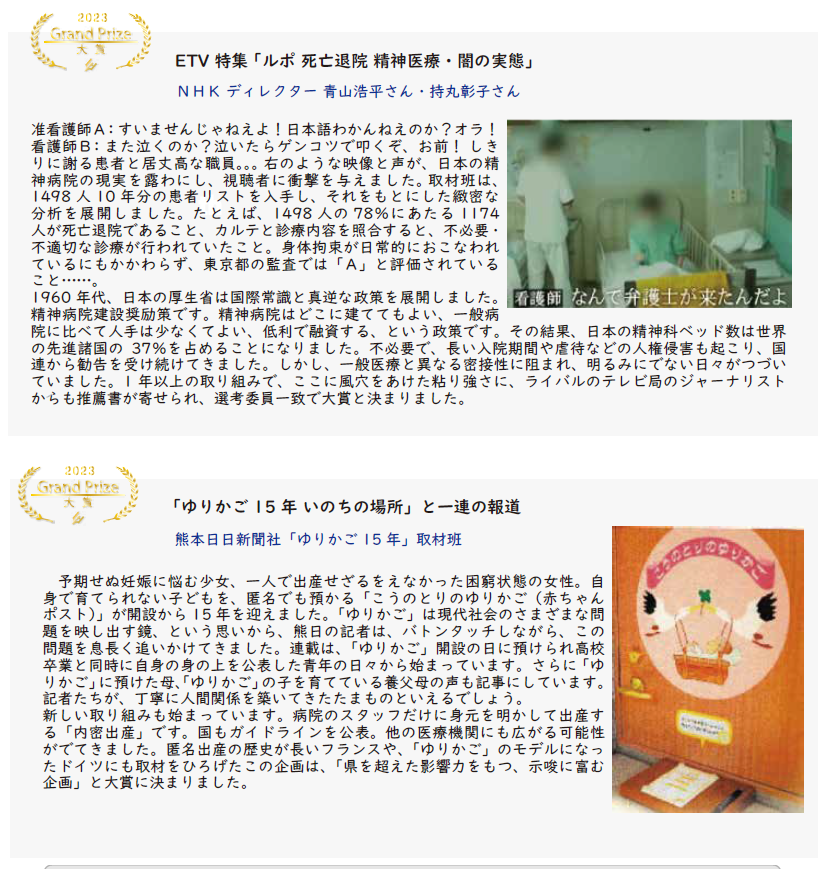 2023
Grand Prize
大賞
ETV 特集「ルポ 死亡退院 精神医療・闇の実態」
NHK ディレクター 青山浩平さん・持丸彰子さん
准看護師A：すいませんじゃねえよ！日本語わかんねえのか？オラ！
看護師B：また泣くのか？泣いたらゲンコツで叩くぞ、お前！ しき
りに謝る患者と居丈高な職員。。。右のような映像と声が、日本の精
神病院の現実を露わにし、視聴者に衝撃を与えました。取材班は、
1498 人 10 年分の患者リストを入手し、それをもとにした緻密な
分析を展開しました。たとえば、1498 人の 78％にあたる 1174
人が死亡退院であること、カルテと診療内容を照合すると、不必要・
不適切な診療が行われていたこと。身体拘束が日常的におこなわれ
ているにもかかわらず、東京都の監査では「A」と評価されている
こと……。
看護師 なんで弁護士が来たんだよ
1960 年代、日本の厚生省は国際常識と真逆な政策を展開しました。
精神病院建設奨励策です。精神病院はどこに建ててもよい、一般病
院に比べて人手は少なくてよい、低利で融資する、という政策です。その結果、日本の精神科ベッド数は世界
の先進諸国の 37％を占めることになりました。不必要で、長い入院期間や虐待などの人権侵害も起こり、国
連から勧告を受け続けてきました。しかし、一般医療と異なる密接性に阻まれ、明るみにでない日々がつづい
ていました。1 年以上の取り組みで、ここに風穴をあけた粘り強さに、ライバルのテレビ局のジャーナリスト
からも推薦書が寄せられ、選考委員一致で大賞と決まりました。
2023
Grand Prize
大賞
「ゆりかご 15 年 いのちの場所」と一連の報道
熊本日日新聞社「ゆりかご 15 年」取材班
こうのとりのゆりかご
予期せぬ妊娠に悩む少女、一人で出産せざるをえなかった困窮状態の女性。自
身で育てられない子どもを、匿名でも預かる「こうのとりのゆりかご（赤ちゃん
ポスト）」が開設から 15 年を迎えました。「ゆりかご」は現代社会のさまざまな問
題を映し出す鏡、という思いから、熊日の記者は、バトンタッチしながら、この
問題を息長く追いかけてきました。連載は、「ゆりかご」開設の日に預けられ高校
卒業と同時に自身の身の上を公表した青年の日々から始まっています。さらに「ゆ
りかご」に預けた母、「ゆりかご」の子を育てている養父母の声も記事にしています。
記者たちが、丁寧に人間関係を築いてきたたまものといえるでしょう。
新しい取り組みも始まっています。病院のスタッフだけに身元を明かして出産す
る「内密出産」です。国もガイドラインを公表。他の医療機関にも広がる可能性
がでてきました。匿名出産の歴史が長いフランスや、「ゆりかご」のモデルになっ
たドイツにも取材をひろげたこの企画は、「県を超えた影響力をもつ、示唆に富む
企画」と大賞に決まりました。